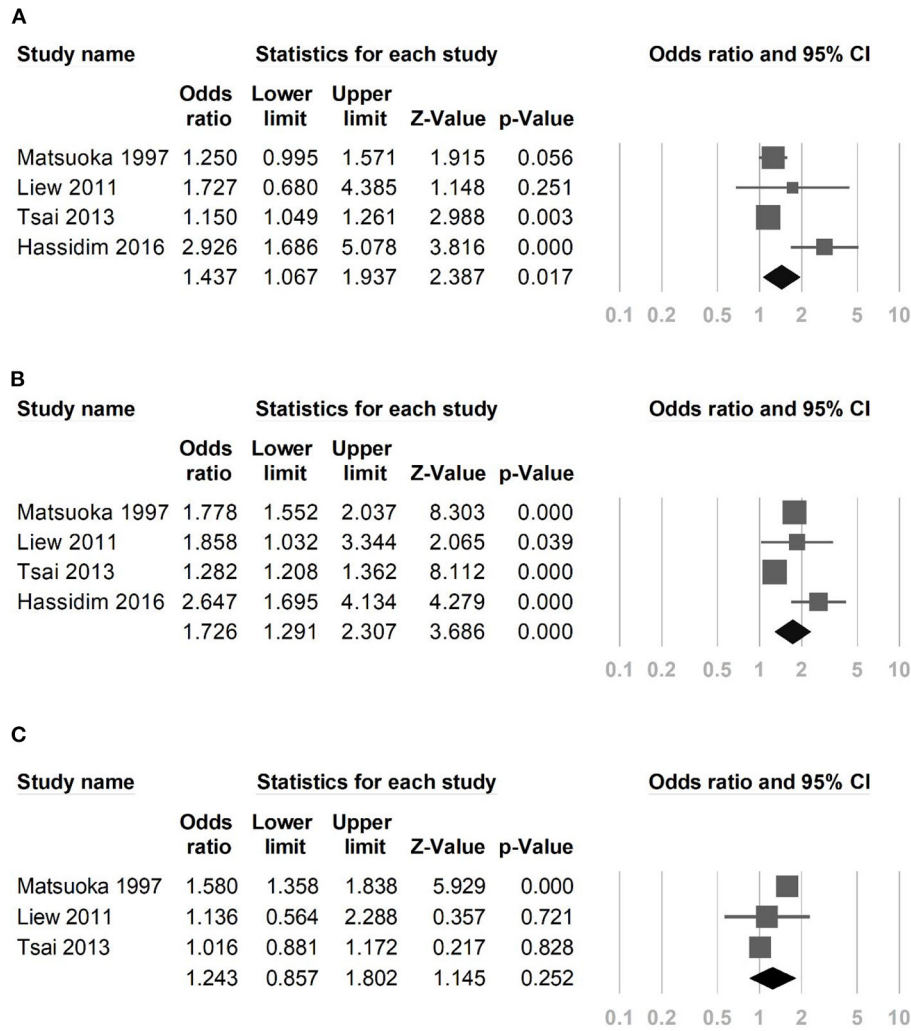 A
Study name Statistics for each study Odds ratio and 95% CI
Odds Lower Upper
ratio limit limit Z-Value p-Value
Matsuoka 1997 1.250 0.995 1.571 1.915 0.056
Liew 2011 1.727 0.680 4.385 1.148 0.251
Tsai 2013 1.150 1.049 1.261 2.988 0.003
Hassidim 2016 2.926 1.686 5.078 3.816 0.000
1.437 1.067 1.937 2.387 0.017
0.1 0.2 0.5 1 2 5 10
B
Study name Statistics for each study Odds ratio and 95% CI
Odds Lower Upper
ratio limit limit Z-Value p-Value
Matsuoka 1997 1.778 1.552 2.037 8.303 0.000
Liew 2011 1.858 1.032 3.344 2.065 0.039
Tsai 2013 1.282 1.208 1.362 8.112 0.000
Hassidim 2016 2.647 1.695 4.134 4.279 0.000
1.726 1.291 2.307 3.686 0.000
0.1 0.2 0.5 1 2 5 10
C
Study name Statistics for each study Odds ratio and 95% CI
Odds Lower Upper
ratio limit limit Z-Value p-Value
Matsuoka 1997 1.580 1.358 1.838 5.929 0.000
Liew 2011 1.136 0.564 2.288 0.357 0.721
Tsai 2013 1.016 0.881 1.172 0.217 0.828
1.243 0.857 1.802 1.145 0.252
0.1 0.2 0.5 1 2 5 10